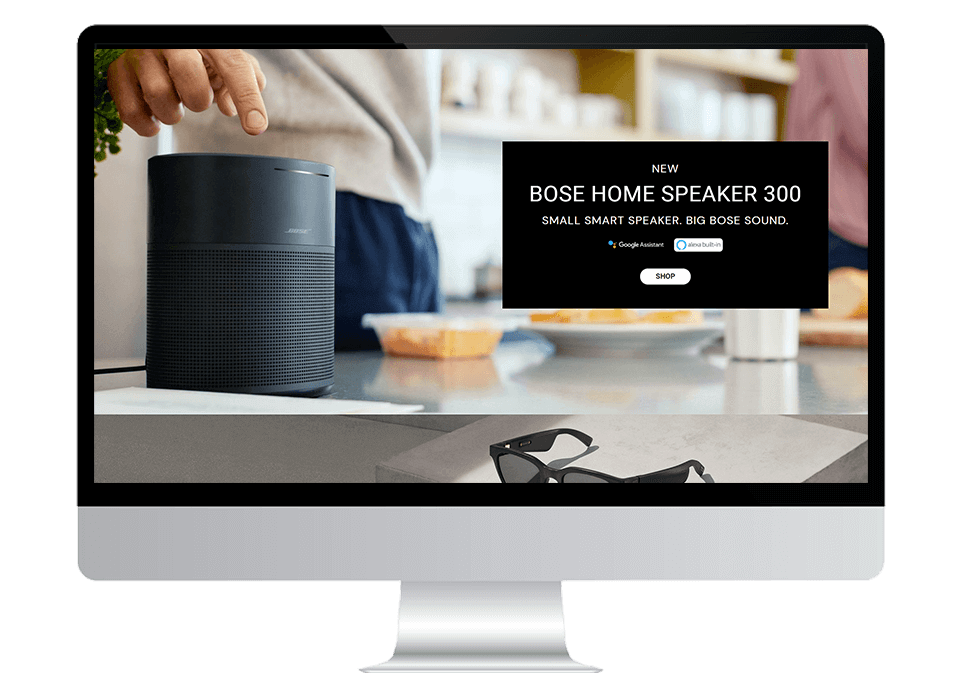 BOSE
NEW
BOSE HOME SPEAKER 300
SMALL SMART SPEAKER. BIG BOSE SOUND.
Google Assistant
alexa built-in
SHOP